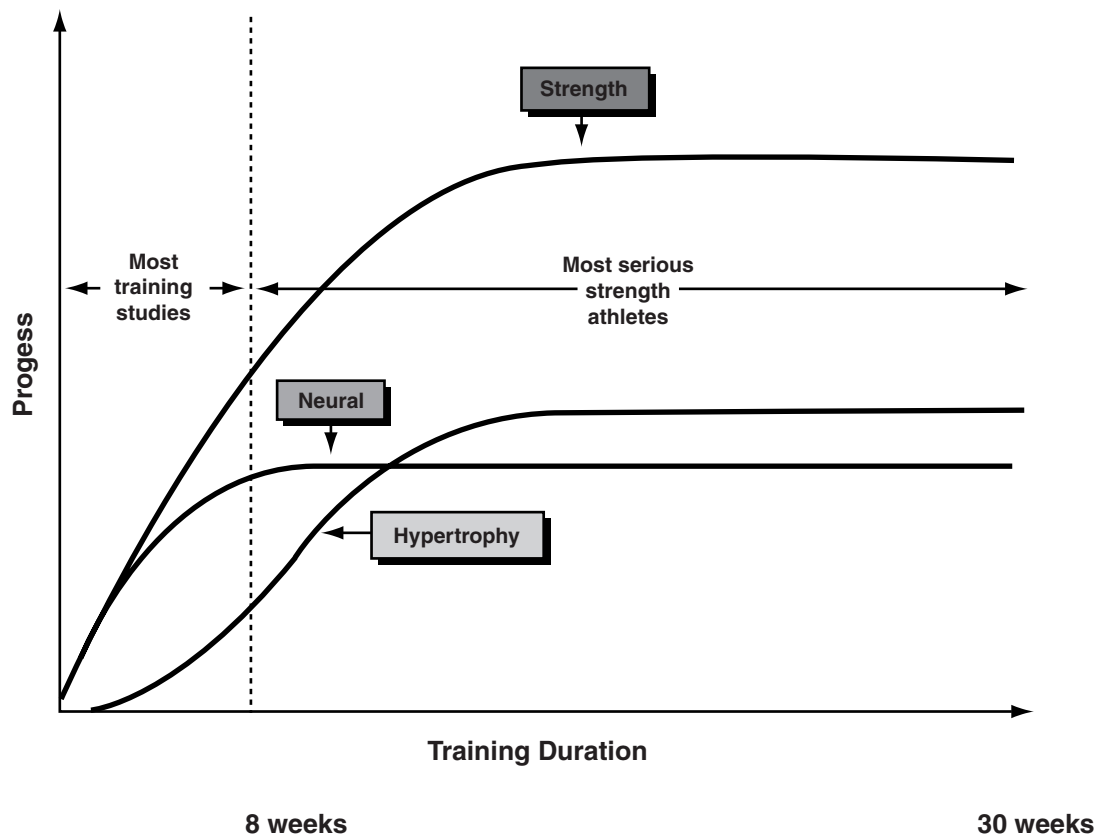 Strength
Most
training
studies
Most serious
strength
athletes
Progess
Neural
Hypertrophy
Training Duration
8 weeks
30 weeks